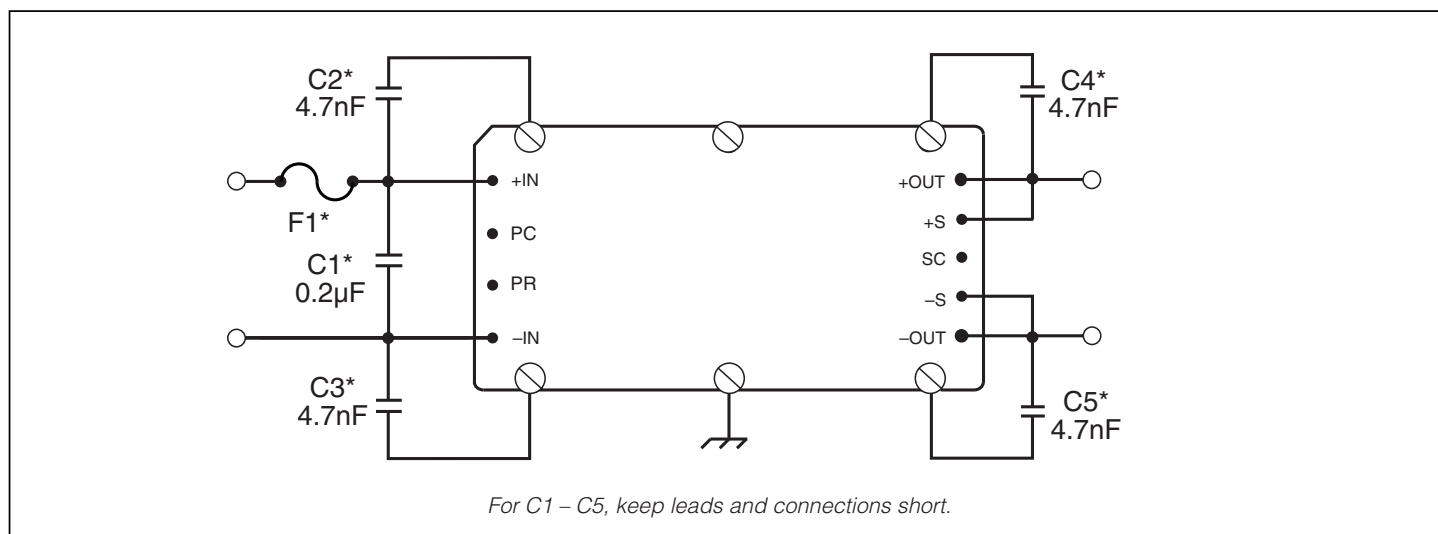 C2*
4.7nF
C4*
4.7nF
+IN
+OUT
F1*
+S
PC
C1*
0.2µF
SC
PR
–S
–IN
–OUT
C3*
4.7nF
C5*
4.7nF
For C1 – C5, keep leads and connections short.